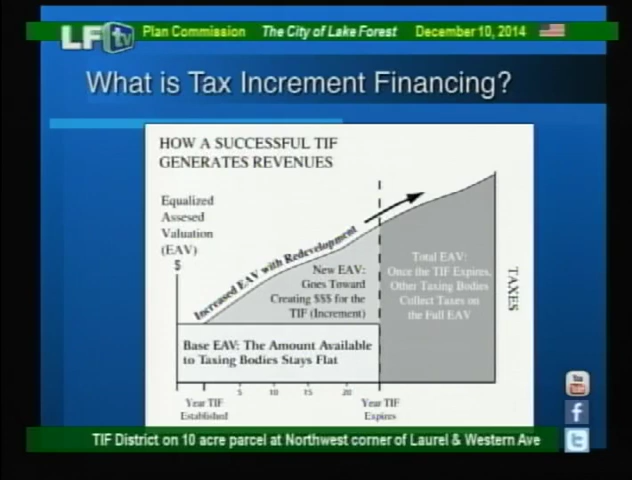 LFtv Plan Commission The City of Lake Forest December 10, 2014
What is Tax Increment Financing?
HOW A SUCCESSFUL TIF
GENERATES REVENUES
Equalized
Assesed
Valuation
(EAV)
$
Increased EAV with Redevelopment
New EAV:
Goes Toward
Creating $$$ for the
TIF (Increment)
Total EAV:
Once the TIF Expires,
Other Taxing Bodies
Collect Taxes on
the Full EAV
TAXES
Base EAV: The Amount Available
to Taxing Bodies Stays Flat
5 10 15 20
Year TIF
Established
Year TIF
Expires
You
Tube
f
t
TIF District on 10 acre parcel at Northwest corner of Laurel & Western Ave